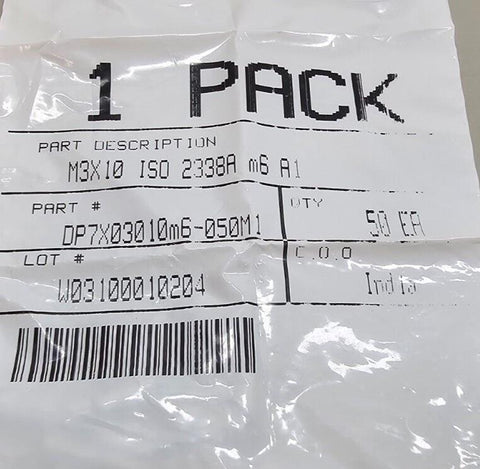 1 PACK
PART DESCRIPTION
M3X10 ISO 2338A m6 A1
PART #
QTY
DP7X03010m6-050M1
50 EA
LOT #
C.O.O
W03100010204
India